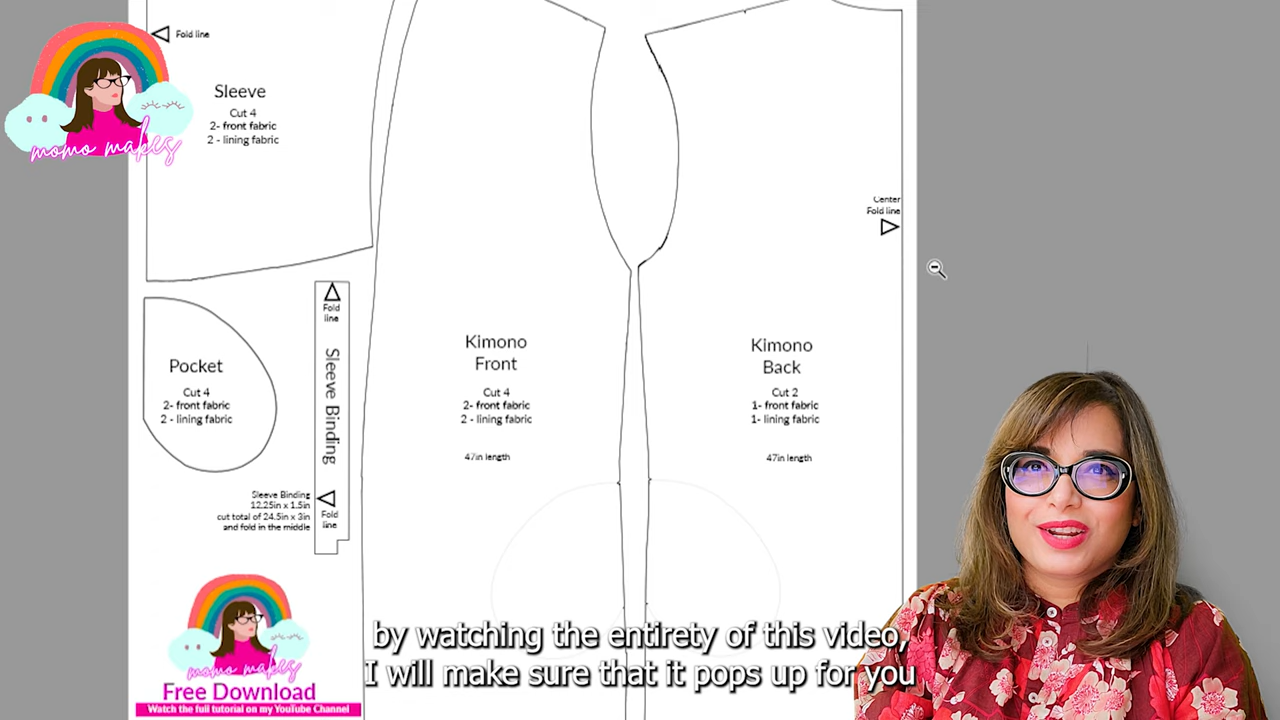 Fold line
momo makes
Sleeve
Cut 4
2- front fabric
2 - lining fabric
Center
Fold line
Fold
line
Sleeve Binding
Pocket
Cut 4
2- front fabric
2 - lining fabric
Kimono
Front
Cut 4
2- front fabric
2 - lining fabric
47in length
Kimono
Back
Cut 2
1- front fabric
1- lining fabric
47in length
Sleeve Binding
12.25in x 1.5in
cut total of 24.5in x 3in
and fold in the middle
Fold
line
momo makes
Free Download
Watch the full tutorial on my YouTube Channel
by watching the entirety of this video,
I will make sure that it pops up for you